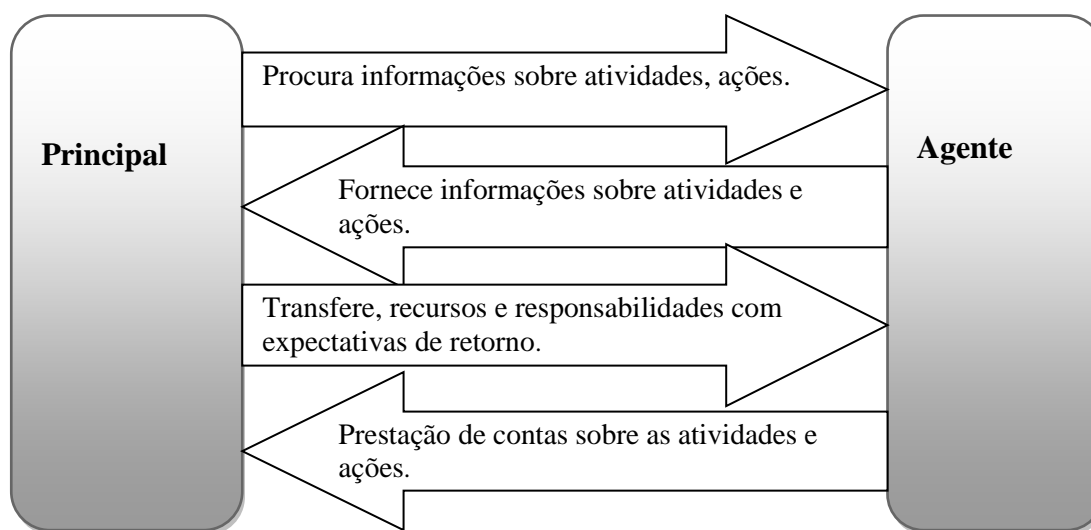 Procura informações sobre atividades, ações.
Principal
Agente
Fornece informações sobre atividades e
ações.
Transfere, recursos e responsabilidades com
expectativas de retorno.
Prestação de contas sobre as atividades e
ações.